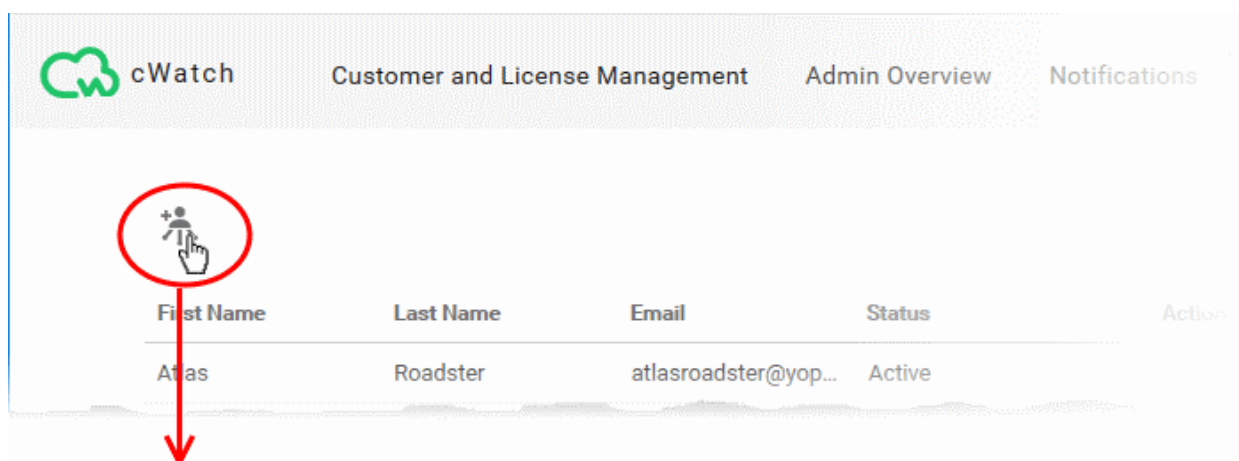 cWatch Customer and License Management Admin Overview Notifications
First Name Last Name Email Status Action
Atlas Roadster atlasroadster@yop... Active